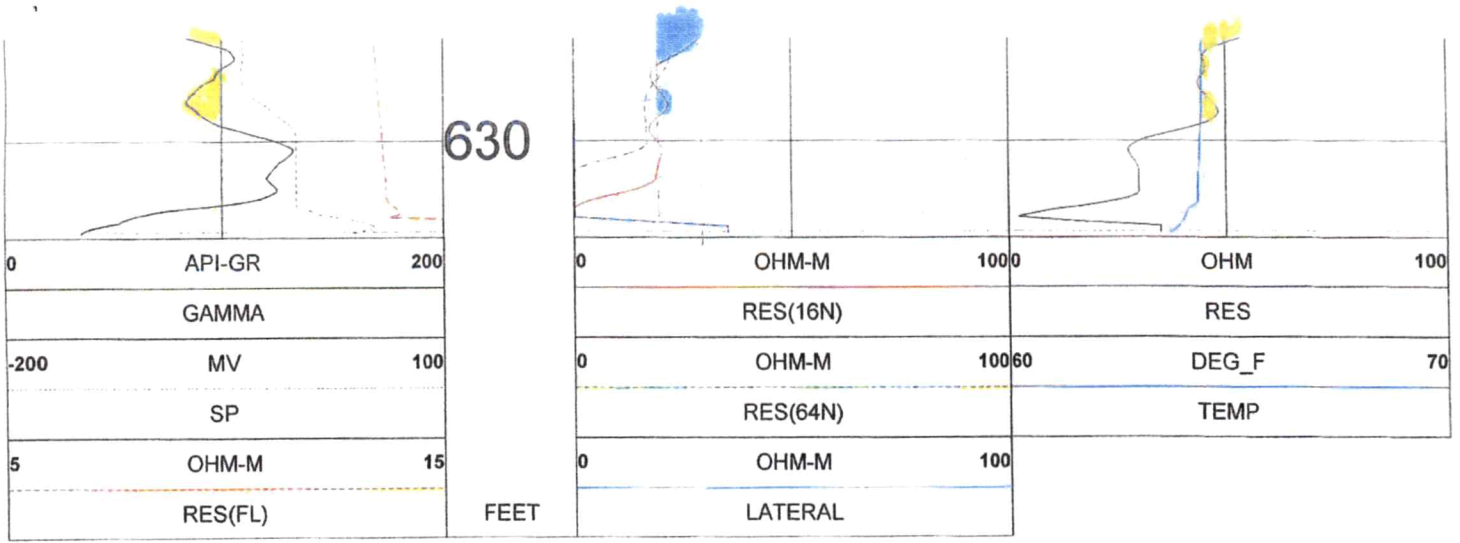 630
0 API-GR 200 0 OHM-M 100 0 OHM 100
GAMMA RES(16N) RES
-200 MV 100 0 OHM-M 100 60 DEG_F 70
SP RES(64N) TEMP
5 OHM-M 15 0 OHM-M 100
RES(FL) FEET LATERAL